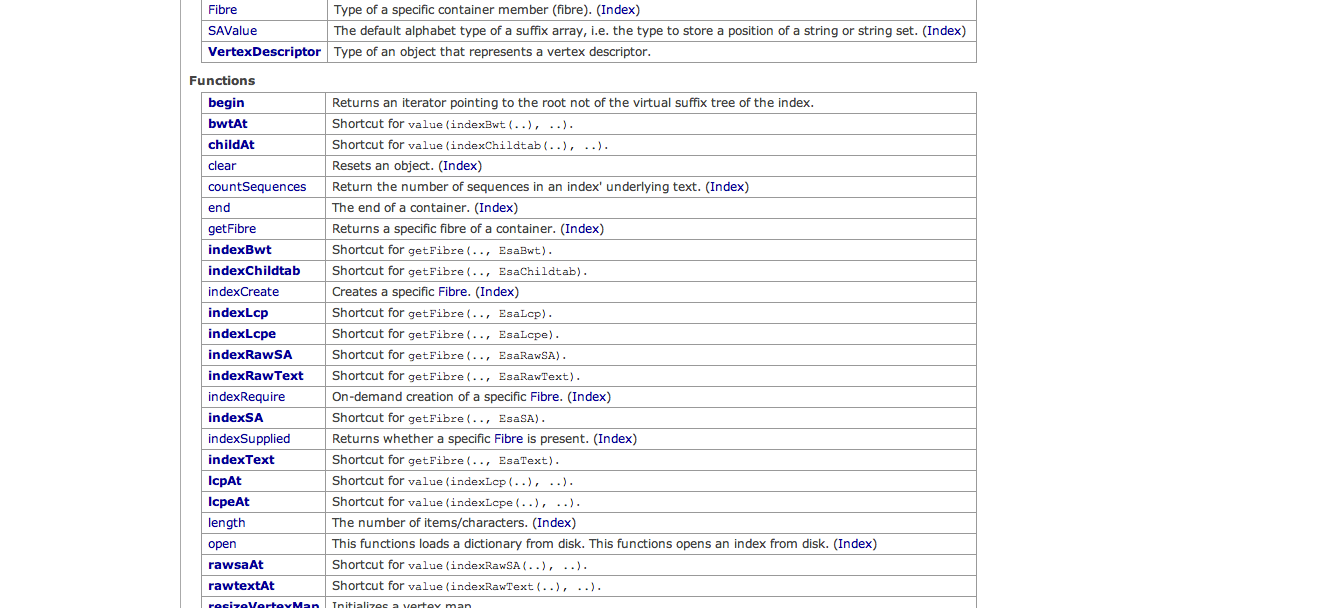 Fibre Type of a specific container member (fibre). (Index)
SAValue The default alphabet type of a suffix array, i.e. the type to store a position of a string or string set. (Index)
VertexDescriptor Type of an object that represents a vertex descriptor.
Functions
begin Returns an iterator pointing to the root not of the virtual suffix tree of the index.
bwtAt Shortcut for value(indexBwt(..), ..).
childAt Shortcut for value(indexChildtab(..), ..).
clear Resets an object. (Index)
countSequences Return the number of sequences in an index' underlying text. (Index)
end The end of a container. (Index)
getFibre Returns a specific fibre of a container. (Index)
indexBwt Shortcut for getFibre(.., EsaBwt).
indexChildtab Shortcut for getFibre(.., EsaChildtab).
indexCreate Creates a specific Fibre. (Index)
indexLcp Shortcut for getFibre(.., EsaLcp).
indexLcpe Shortcut for getFibre(.., EsaLcpe).
indexRawSA Shortcut for getFibre(.., EsaRawSA).
indexRawText Shortcut for getFibre(.., EsaRawText).
indexRequire On-demand creation of a specific Fibre. (Index)
indexSA Shortcut for getFibre(.., EsaSA).
indexSupplied Returns whether a specific Fibre is present. (Index)
indexText Shortcut for getFibre(.., EsaText).
lcpAt Shortcut for value(indexLcp(..), ..).
lcpeAt Shortcut for value(indexLcpe(..), ..).
length The number of items/characters. (Index)
open This functions loads a dictionary from disk. This functions opens an index from disk. (Index)
rawsaAt Shortcut for value(indexRawSA(..), ..).
rawtextAt Shortcut for value(indexRawText(..), ..).
resizeVertexMap Initializes a vertex map